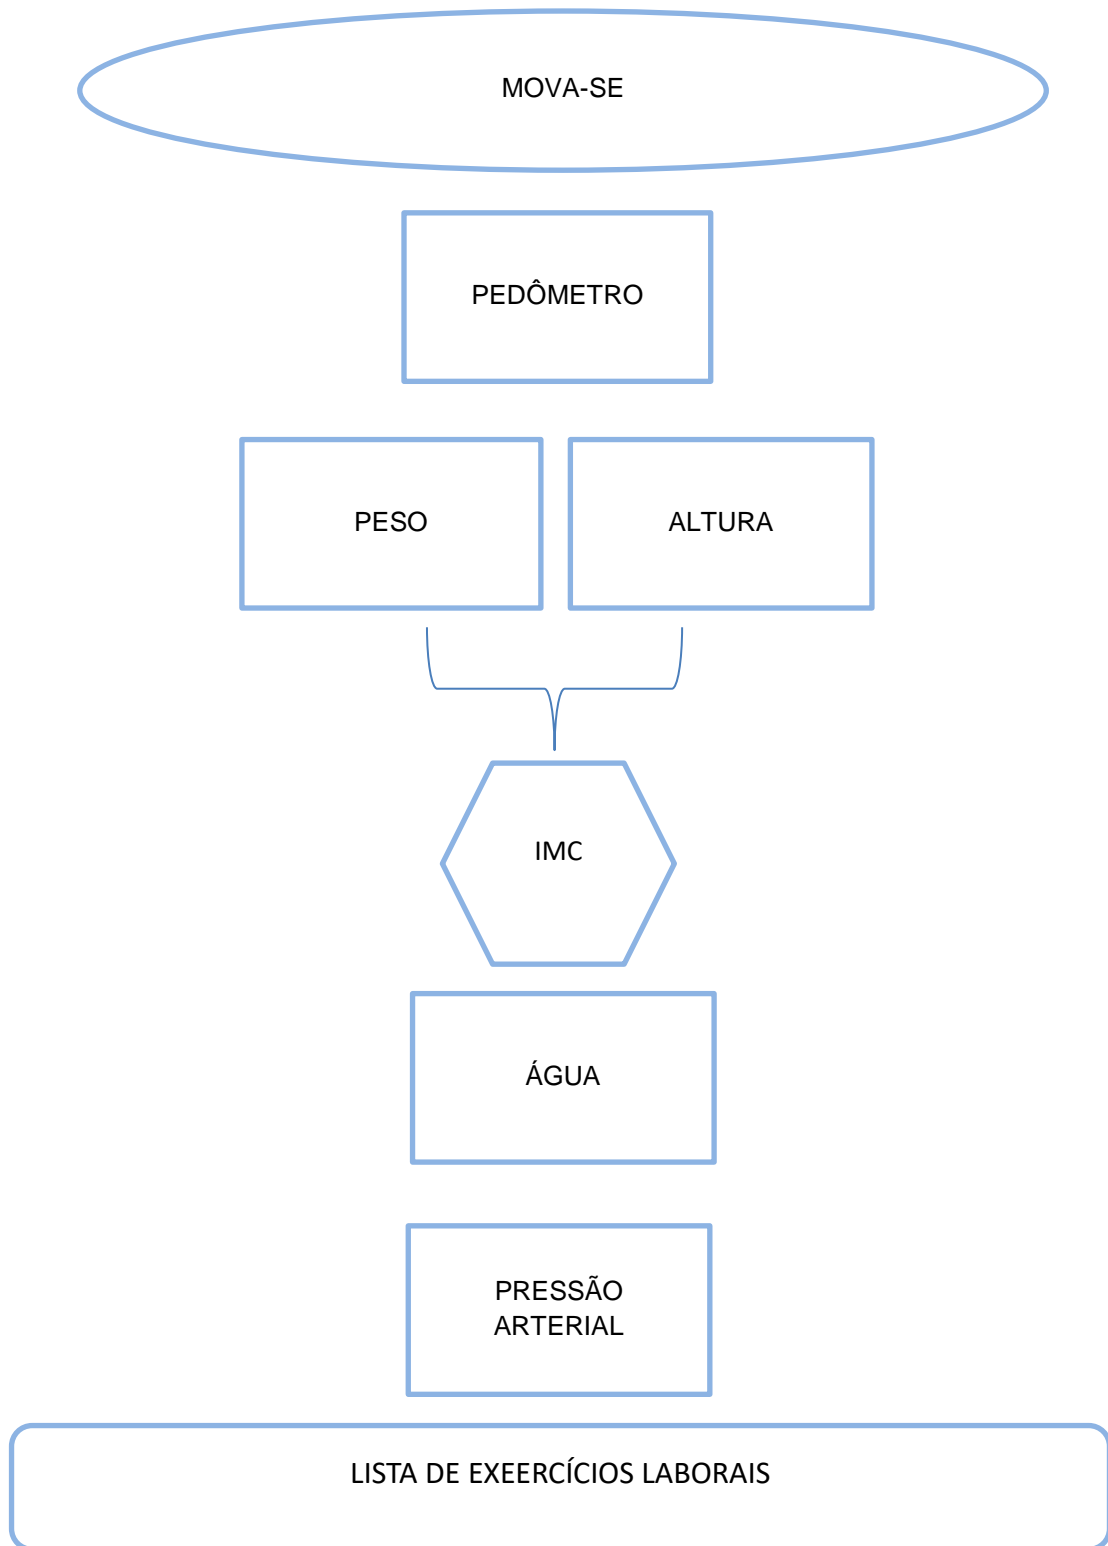 MOVA-SE
PEDÔMETRO
PESO
ALTURA
IMC
ÁGUA
PRESSÃO
ARTERIAL
LISTA DE EXEERCÍCIOS LABORAIS